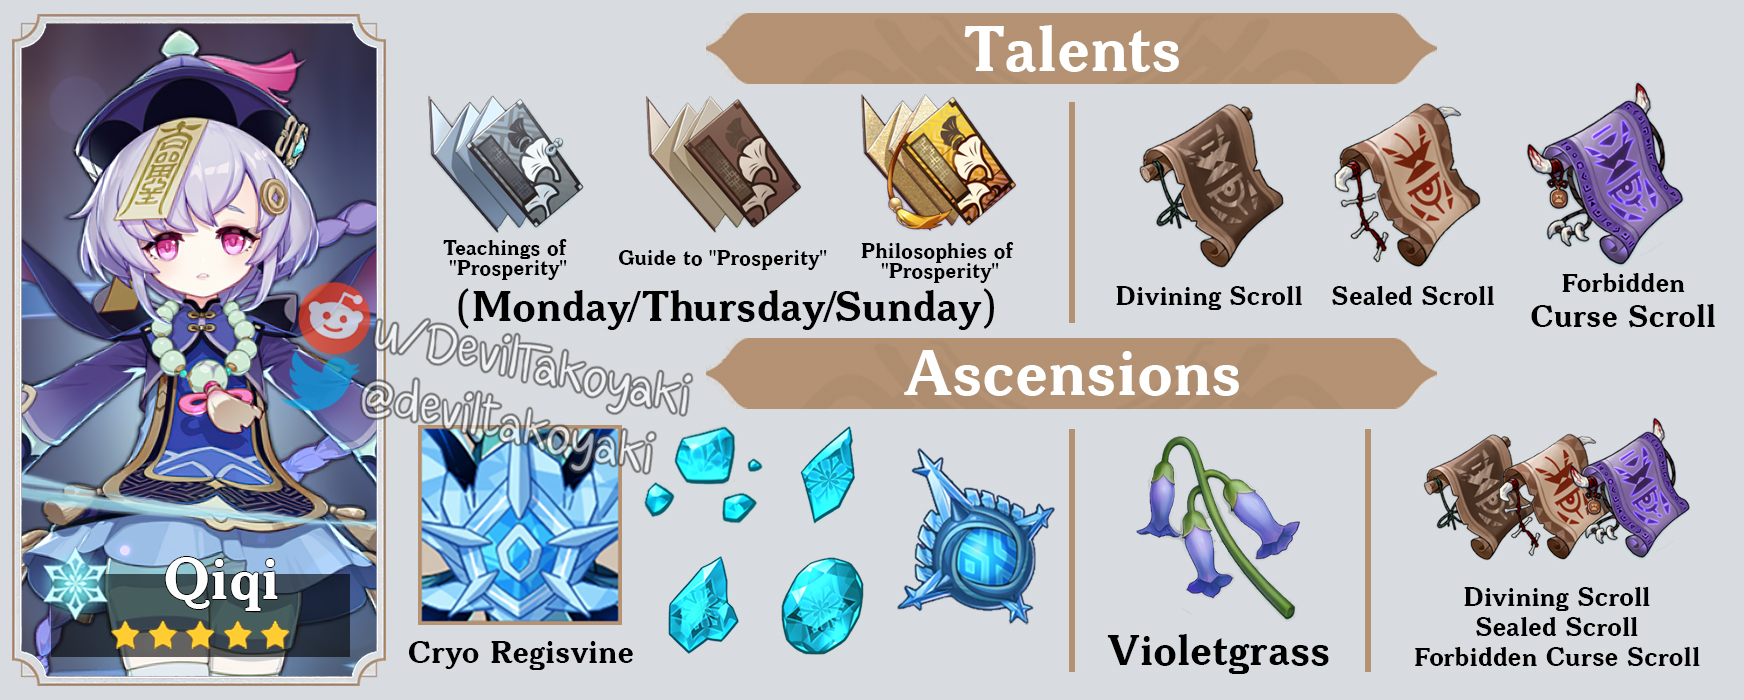 Talents
Teachings of
"Prosperity"
Guide to "Prosperity"
Philosophies of
"Prosperity"
(Monday/Thursday/Sunday)
Divining Scroll
Sealed Scroll
Forbidden
Curse Scroll
u/DevilTakoyaki
@deviltakoyaki
Ascensions
Qiqi
Cryo Regisvine
Violetgrass
Divining Scroll
Sealed Scroll
Forbidden Curse Scroll